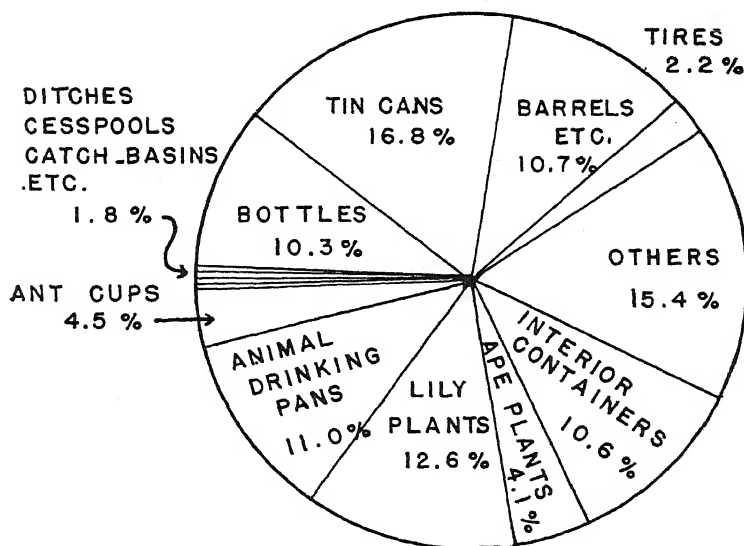 TIRES
2.2%
DITCHES
CESSPOOLS
CATCH-BASINS
.ETC.
1.8 %
TIN CANS
16.8 %
BARRELS
ETC.
10.7%
BOTTLES
10.3 %
OTHERS
15.4 %
ANT CUPS
4.5 %
ANIMAL
DRINKING
PANS
11.0%
LILY
PLANTS
12.6 %
APE PLANTS
4.1%
INTERIOR
CONTAINERS
10.6%